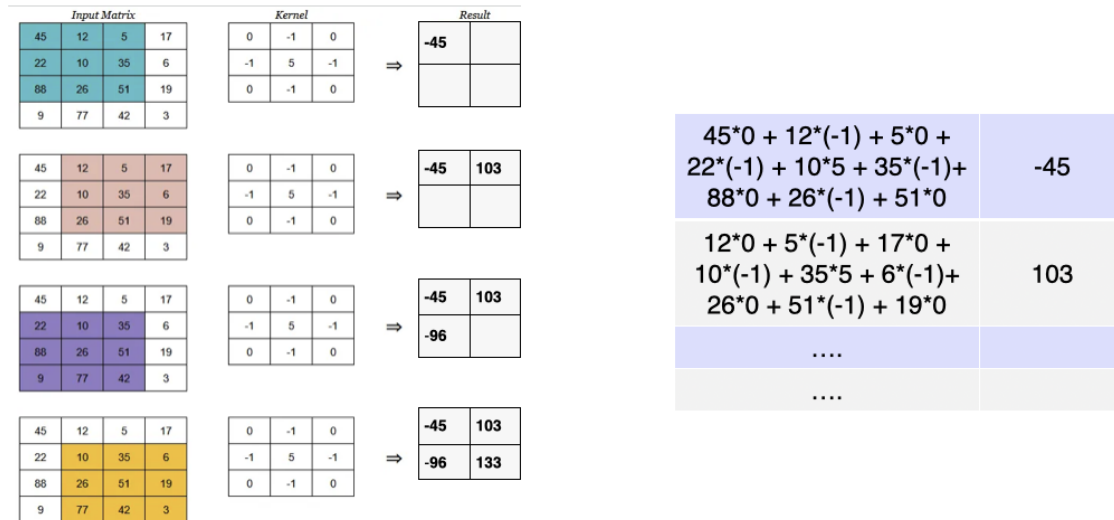 Input Matrix Kernel Result
45 12 5 17 0 -1 0 -45
22 10 35 6 -1 5 -1 ⇒
88 26 51 19 0 -1 0
9 77 42 3
45 12 5 17 0 -1 0 -45 103
22 10 35 6 -1 5 -1 ⇒
88 26 51 19 0 -1 0
9 77 42 3
45 12 5 17 0 -1 0 -45 103
22 10 35 6 -1 5 -1 ⇒ -96
88 26 51 19 0 -1 0
9 77 42 3
45 12 5 17 0 -1 0 -45 103
22 10 35 6 -1 5 -1 ⇒ -96 133
88 26 51 19 0 -1 0
9 77 42 3
45*0 + 12*(-1) + 5*0 +
22*(-1) + 10*5 + 35*(-1)+
88*0 + 26*(-1) + 51*0
-45
12*0 + 5*(-1) + 17*0 +
10*(-1) + 35*5 + 6*(-1)+
26*0 + 51*(-1) + 19*0
103
....
....